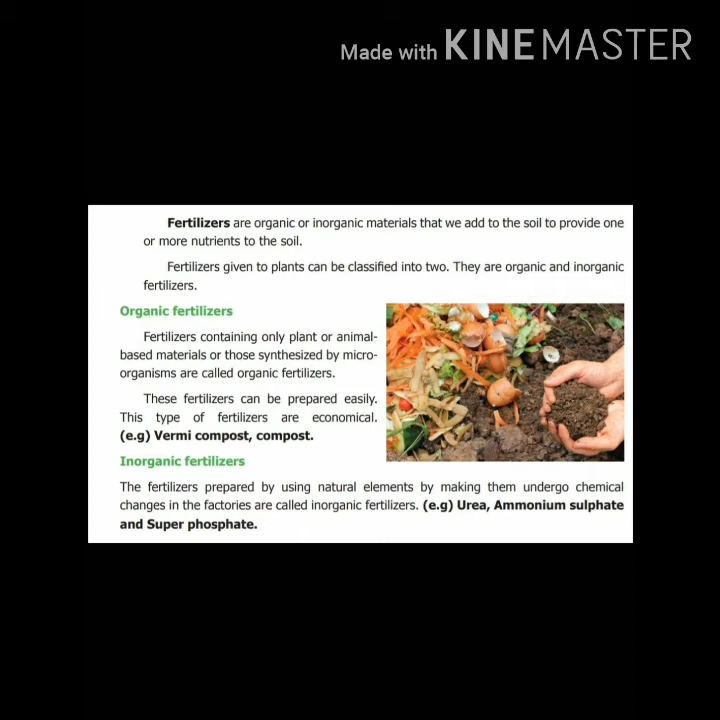 Made with KINEMASTER
Fertilizers are organic or inorganic materials that we add to the soil to provide one
or more nutrients to the soil.
Fertilizers given to plants can be classified into two. They are organic and inorganic
fertilizers.
Organic fertilizers
Fertilizers containing only plant or animal-
based materials or those synthesized by micro-
organisms are called organic fertilizers.
These fertilizers can be prepared easily.
This type of fertilizers are economical.
(e.g) Vermi compost, compost.
Inorganic fertilizers
The fertilizers prepared by using natural elements by making them undergo chemical
changes in the factories are called inorganic fertilizers. (e.g) Urea, Ammonium sulphate
and Super phosphate.